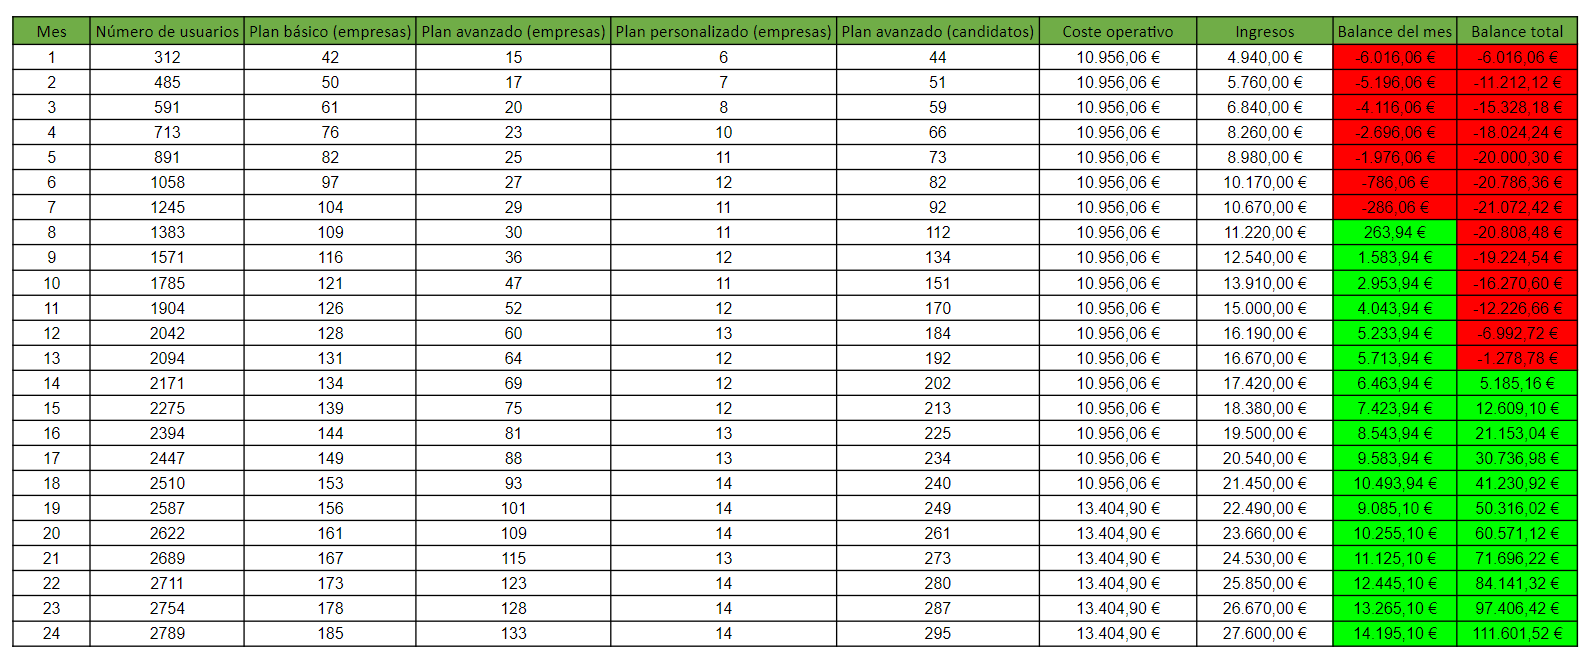 Mes Número de usuarios Plan básico (empresas) Plan avanzado (empresas) Plan personalizado (empresas) Plan avanzado (candidatos) Coste operativo Ingresos Balance del mes Balance total
1 312 42 15 6 44 10.956,06 € 4.940,00 € -6.016,06 € -6.016,06 €
2 485 50 17 7 51 10.956,06 € 5.760,00 € -5.196,06 € -11.212,12 €
3 591 61 20 8 59 10.956,06 € 6.840,00 € -4.116,06 € -15.328,18 €
4 713 76 23 10 66 10.956,06 € 8.260,00 € -2.696,06 € -18.024,24 €
5 891 82 25 11 73 10.956,06 € 8.980,00 € -1.976,06 € -20.000,30 €
6 1058 97 27 12 82 10.956,06 € 10.170,00 € -786,06 € -20.786,36 €
7 1245 104 29 11 92 10.956,06 € 10.670,00 € -286,06 € -21.072,42 €
8 1383 109 30 11 112 10.956,06 € 11.220,00 € 263,94 € -20.808,48 €
9 1571 116 36 12 134 10.956,06 € 12.540,00 € 1.583,94 € -19.224,54 €
10 1785 121 47 11 151 10.956,06 € 13.910,00 € 2.953,94 € -16.270,60 €
11 1904 126 52 12 170 10.956,06 € 15.000,00 € 4.043,94 € -12.226,66 €
12 2042 128 60 13 184 10.956,06 € 16.190,00 € 5.233,94 € -6.992,72 €
13 2094 131 64 12 192 10.956,06 € 16.670,00 € 5.713,94 € -1.278,78 €
14 2171 134 69 12 202 10.956,06 € 17.420,00 € 6.463,94 € 5.185,16 €
15 2275 139 75 12 213 10.956,06 € 18.380,00 € 7.423,94 € 12.609,10 €
16 2394 144 81 13 225 10.956,06 € 19.500,00 € 8.543,94 € 21.153,04 €
17 2447 149 88 13 234 10.956,06 € 20.540,00 € 9.583,94 € 30.736,98 €
18 2510 153 93 14 240 10.956,06 € 21.450,00 € 10.493,94 € 41.230,92 €
19 2587 156 101 14 249 13.404,90 € 22.490,00 € 9.085,10 € 50.316,02 €
20 2622 161 109 14 261 13.404,90 € 23.660,00 € 10.255,10 € 60.571,12 €
21 2689 167 115 13 273 13.404,90 € 24.530,00 € 11.125,10 € 71.696,22 €
22 2711 173 123 14 280 13.404,90 € 25.850,00 € 12.445,10 € 84.141,32 €
23 2754 178 128 14 287 13.404,90 € 26.670,00 € 13.265,10 € 97.406,42 €
24 2789 185 133 14 295 13.404,90 € 27.600,00 € 14.195,10 € 111.601,52 €